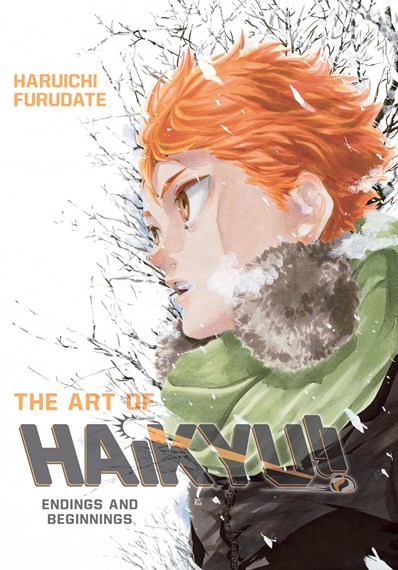 HARUICHI
FURUDATE
THE ART OF
HAIKYU!!
ENDINGS AND
BEGINNINGS